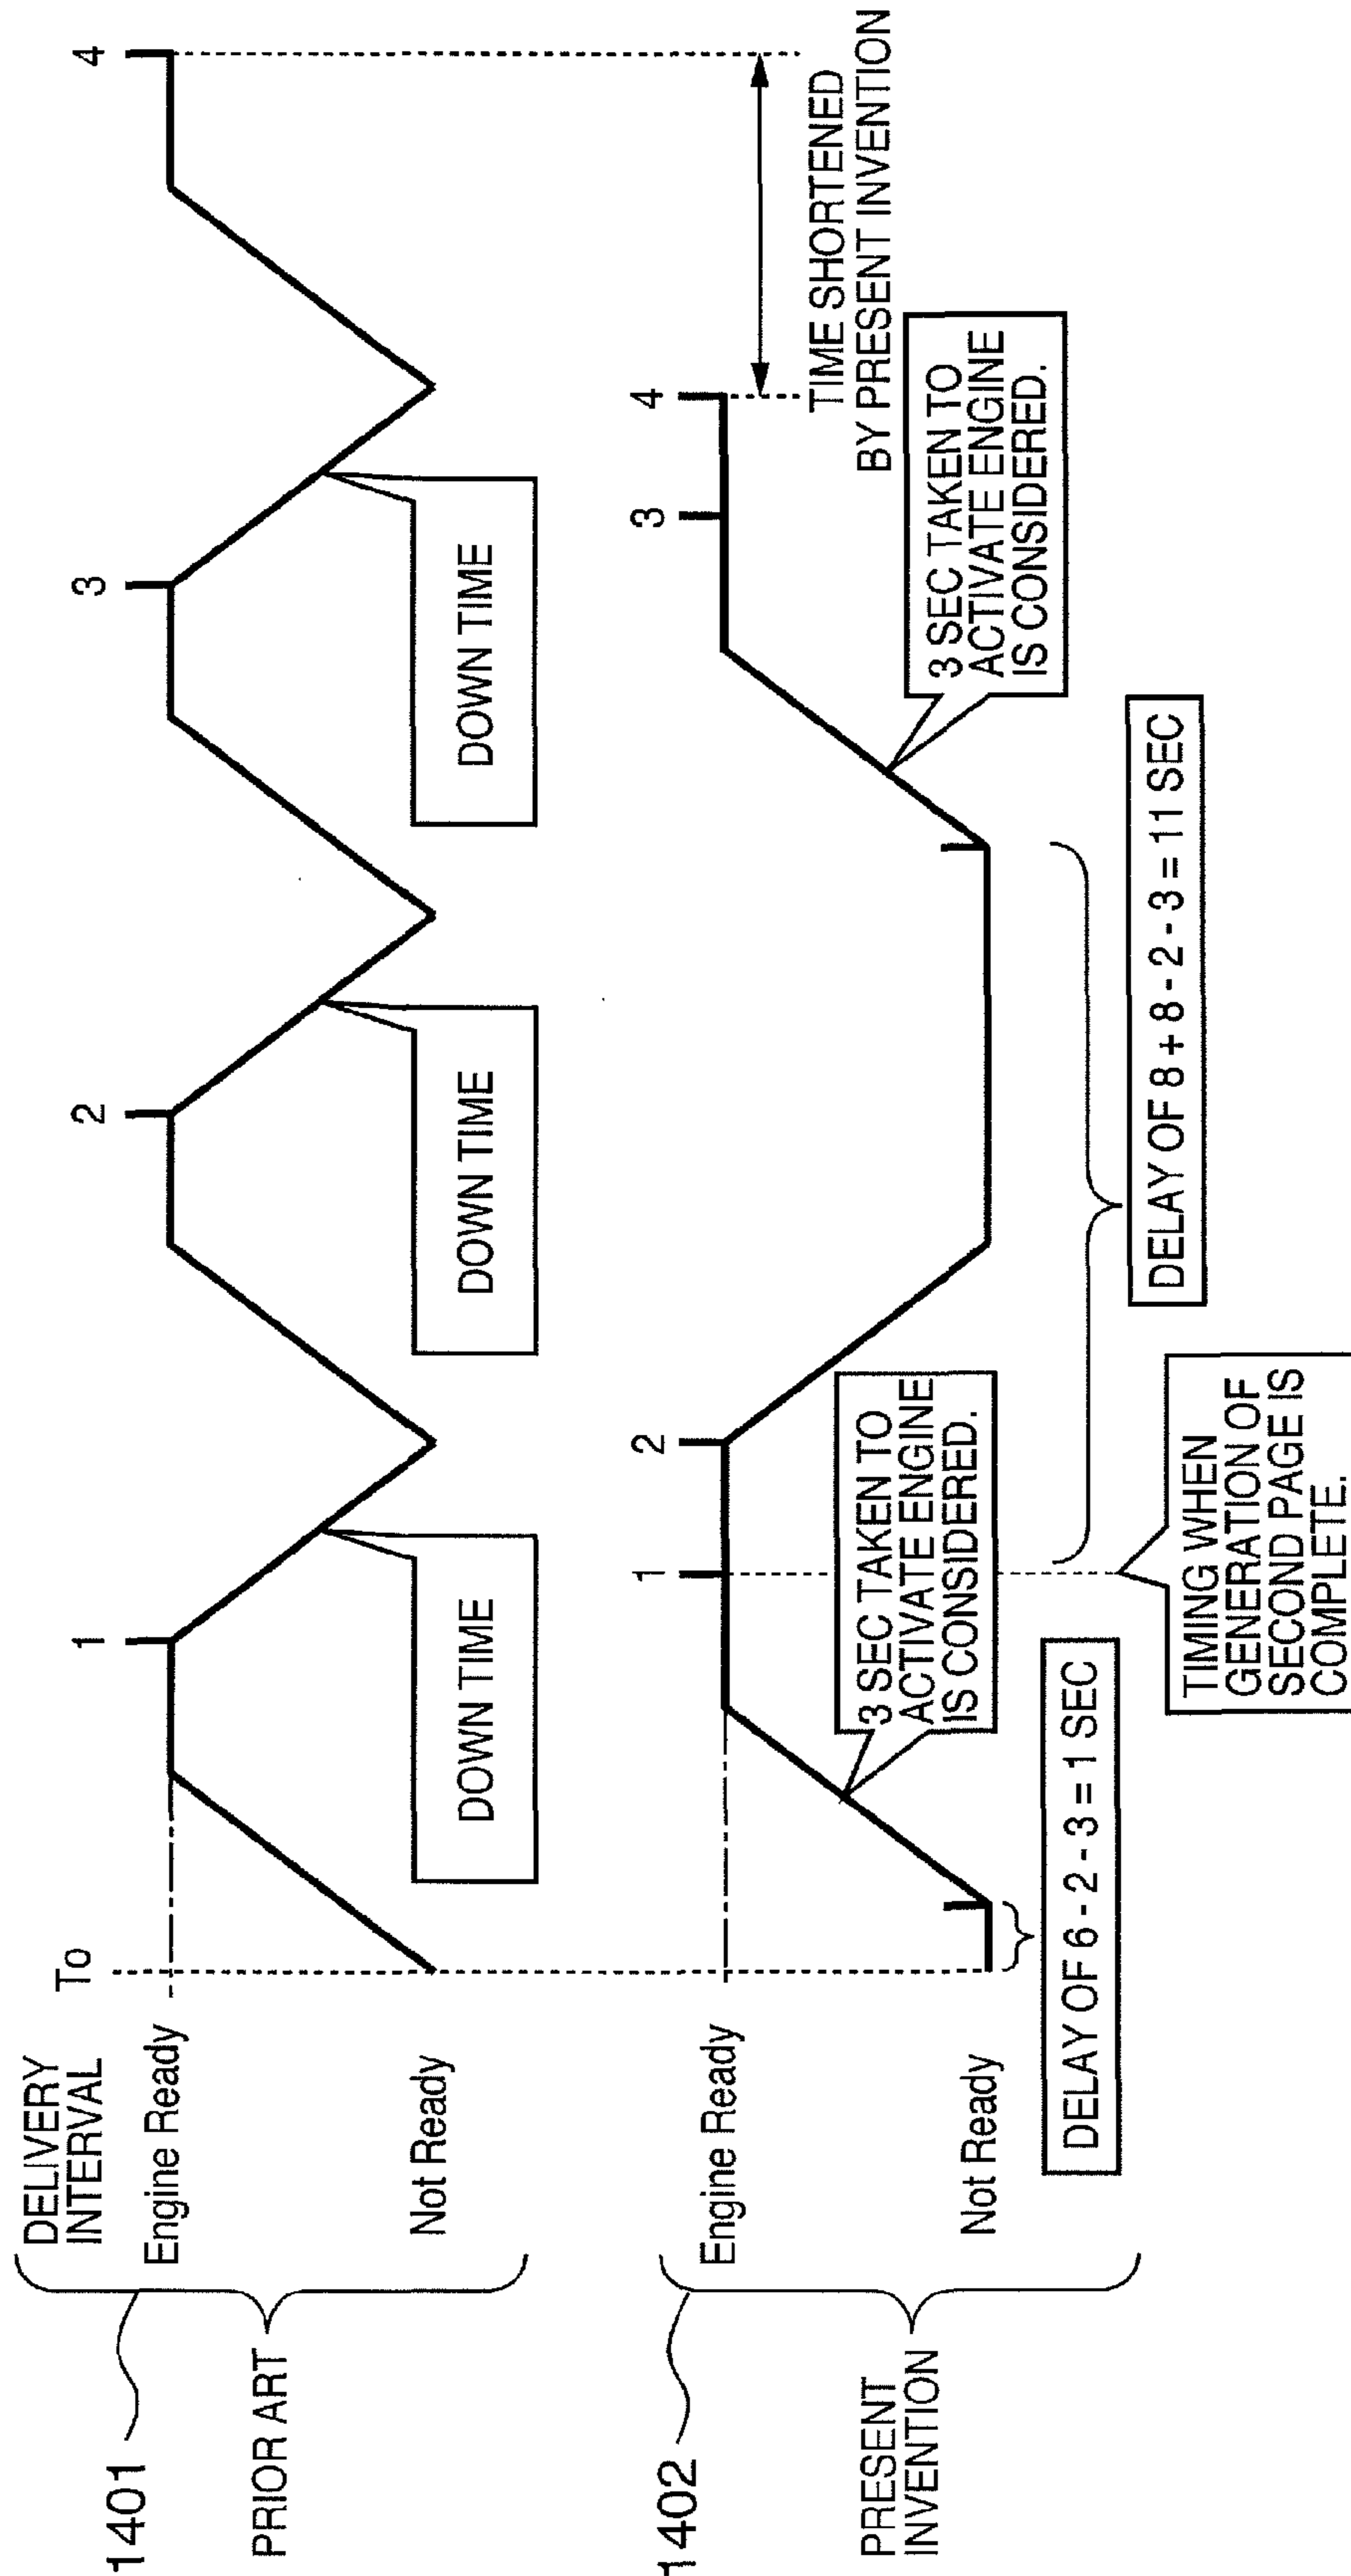 1401
PRIOR ART
DELIVERY
INTERVAL
Engine Ready
Not Ready
To
1
2
3
4
DOWN TIME
DOWN TIME
DOWN TIME
1402
PRESENT
INVENTION
Engine Ready
Not Ready
1
2
3
4
3 SEC TAKEN TO
ACTIVATE ENGINE
IS CONSIDERED.
3 SEC TAKEN TO
ACTIVATE ENGINE
IS CONSIDERED.
TIME SHORTENED
BY PRESENT INVENTION
DELAY OF 6 - 2 - 3 = 1 SEC
TIMING WHEN
GENERATION OF
SECOND PAGE IS
COMPLETE.
DELAY OF 8 + 8 - 2 - 3 = 11 SEC